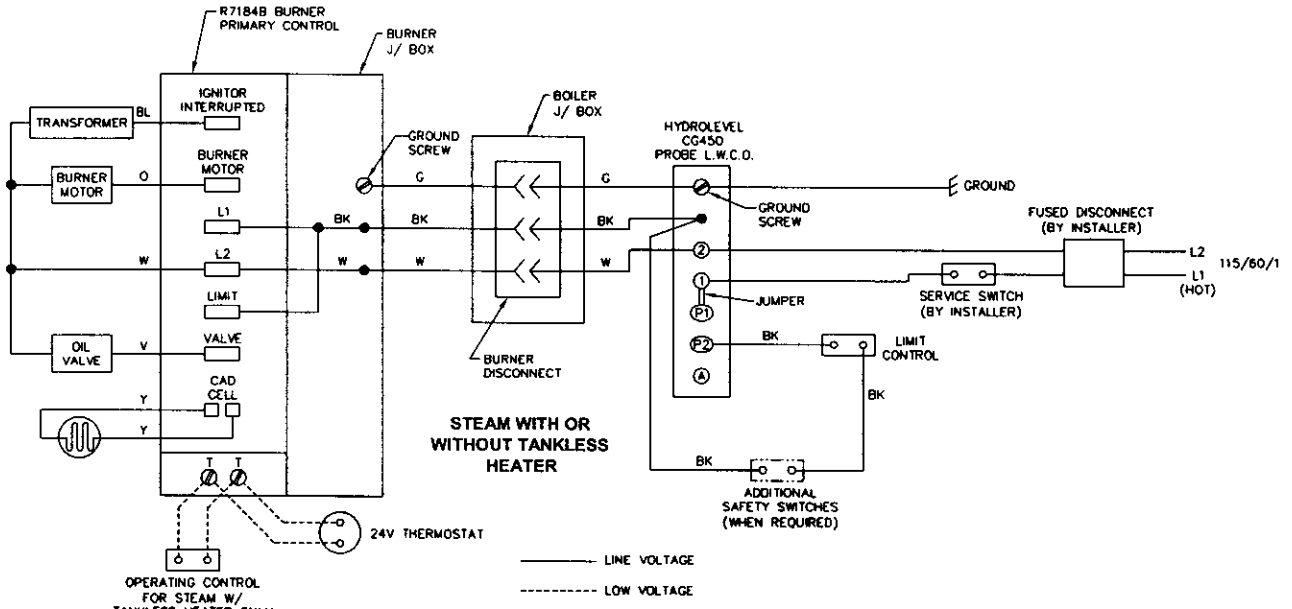 R7184B BURNER
PRIMARY CONTROL
BURNER
J/ BOX
IGNITOR
INTERRUPTED
TRANSFORMER
BL
BURNER
MOTOR
BURNER
MOTOR
O
L1
L2
W
LIMIT
VALVE
OIL
VALVE
V
CAD
CELL
Y
Y
T T
24V THERMOSTAT
OPERATING CONTROL
FOR STEAM W/
TANKLESS HEATER ONLY
GROUND
SCREW
G
BK
BK
W
W
BOILER
J/ BOX
BURNER
DISCONNECT
G
BK
W
HYDROLEVEL
CG450
PROBE L.W.C.O.
GROUND
SCREW
2
1
JUMPER
P1
P2
A
GROUND
FUSED DISCONNECT
(BY INSTALLER)
L2
115/60/1
L1
(HOT)
SERVICE SWITCH
(BY INSTALLER)
BK
LIMIT
CONTROL
BK
BK
ADDITIONAL
SAFETY SWITCHES
(WHEN REQUIRED)
STEAM WITH OR
WITHOUT TANKLESS
HEATER
LINE VOLTAGE
LOW VOLTAGE